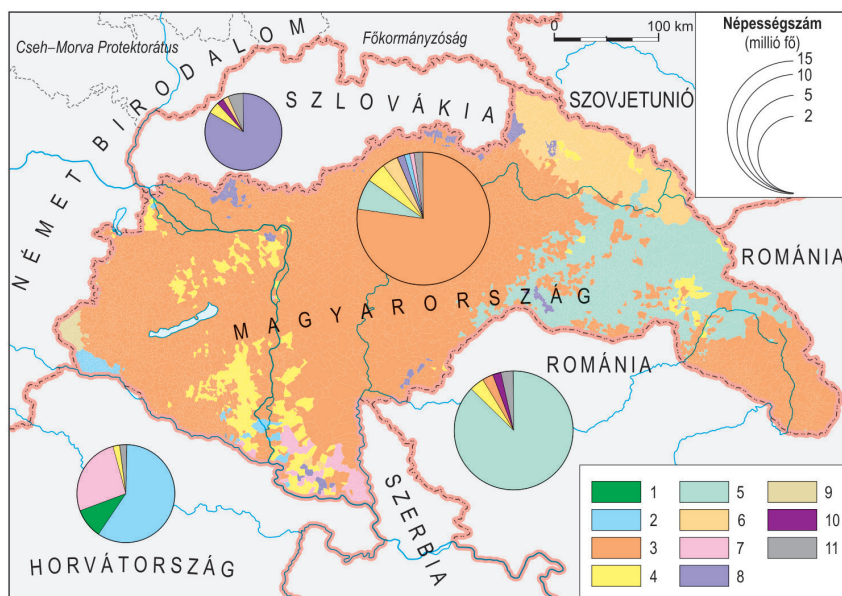 Cseh–Morva Protektorátus
Főkormányzóság
0 100 km
Népességszám
(millió fő)
15
10
5
2
NÉMET BIRODALOM
SZLOVÁKIA
SZOVJETUNIÓ
ROMÁNIA
MAGYARORSZÁG
ROMÁNIA
HORVÁTORSZÁG
SZERBIA
1 5 9
2 6 10
3 7 11
4 8